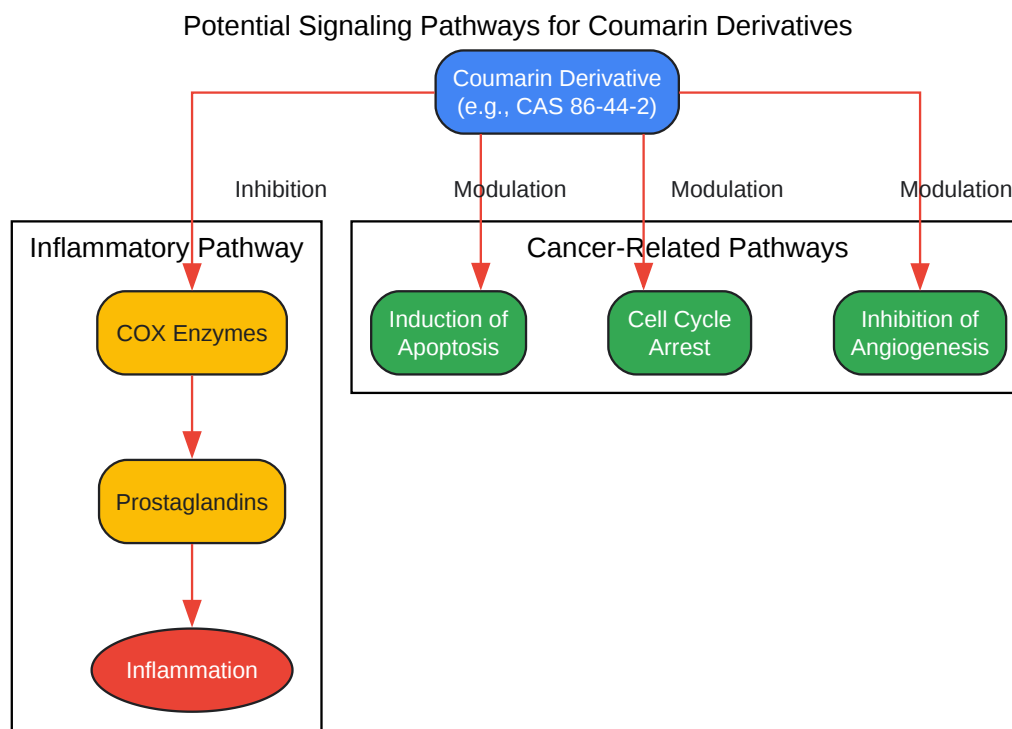 Potential Signaling Pathways for Coumarin Derivatives
Coumarin Derivative
(e.g., CAS 86-44-2)
Inhibition
Modulation
Modulation
Modulation
Inflammatory Pathway
Cancer-Related Pathways
COX Enzymes
Induction of
Apoptosis
Cell Cycle
Arrest
Inhibition of
Angiogenesis
Prostaglandins
Inflammation